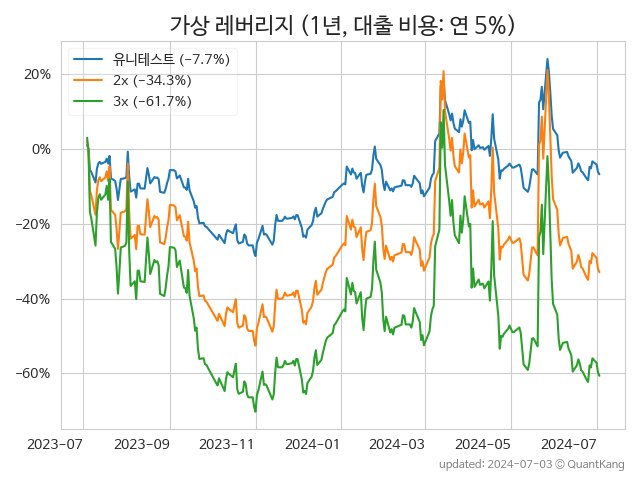 가상 레버리지 (1년, 대출 비용: 연 5%)
유니테스트 (−7.7%)
2x (−34.3%)
3x (−61.7%)
20%
0%
−20%
−40%
−60%
2023−07 2023−09 2023−11 2024−01 2024−03 2024−05 2024−07
updated: 2024-07-03 © QuantKang